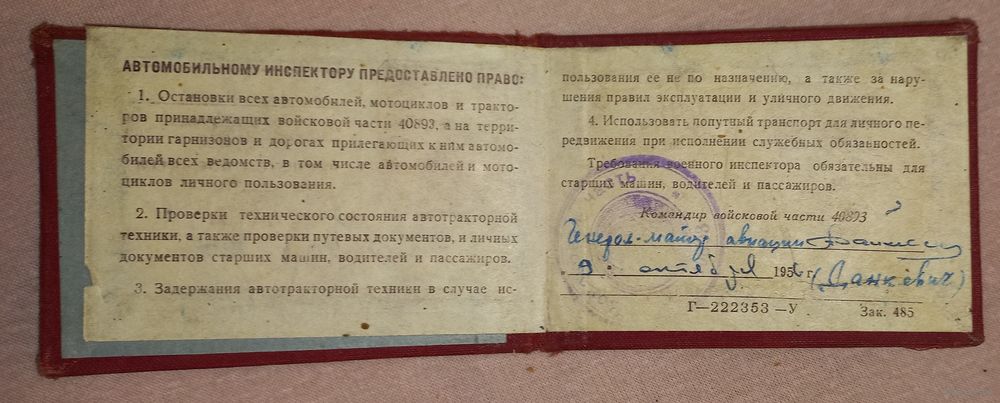 АВТОМОБИЛЬНОМУ ИНСПЕКТОРУ ПРЕДОСТАВЛЕНО ПРАВО:
1. Остановки всех автомобилей, мотоциклов и тракто-
ров принадлежащих войсковой части 40893, а на терри-
тории гарнизонов и дорогах прилегающих к ним автомо-
билей всех ведомств, в том числе автомобилей и мото-
циклов личного пользования.
2. Проверки технического состояния автотракторной
техники, а также проверки путевых документов, и личных
документов старших машин, водителей и пассажиров.
3. Задержания автотракторной техники в случае ис-
пользования ее не по назначению, а также за нару-
шения правил эксплуатации и уличного движения.
4. Использовать попутный транспорт для личного пе-
редвижения при исполнении служебных обязаьностей.
Требования военного инспектора обязательны для
старших машин, водителей и пассажиров.
Командир войсковой части 40893
Генерал-майор авиации
9 октября 1956 г. (Данкевич)
Г—222353 —У Зак. 485
ЧАСТЬ